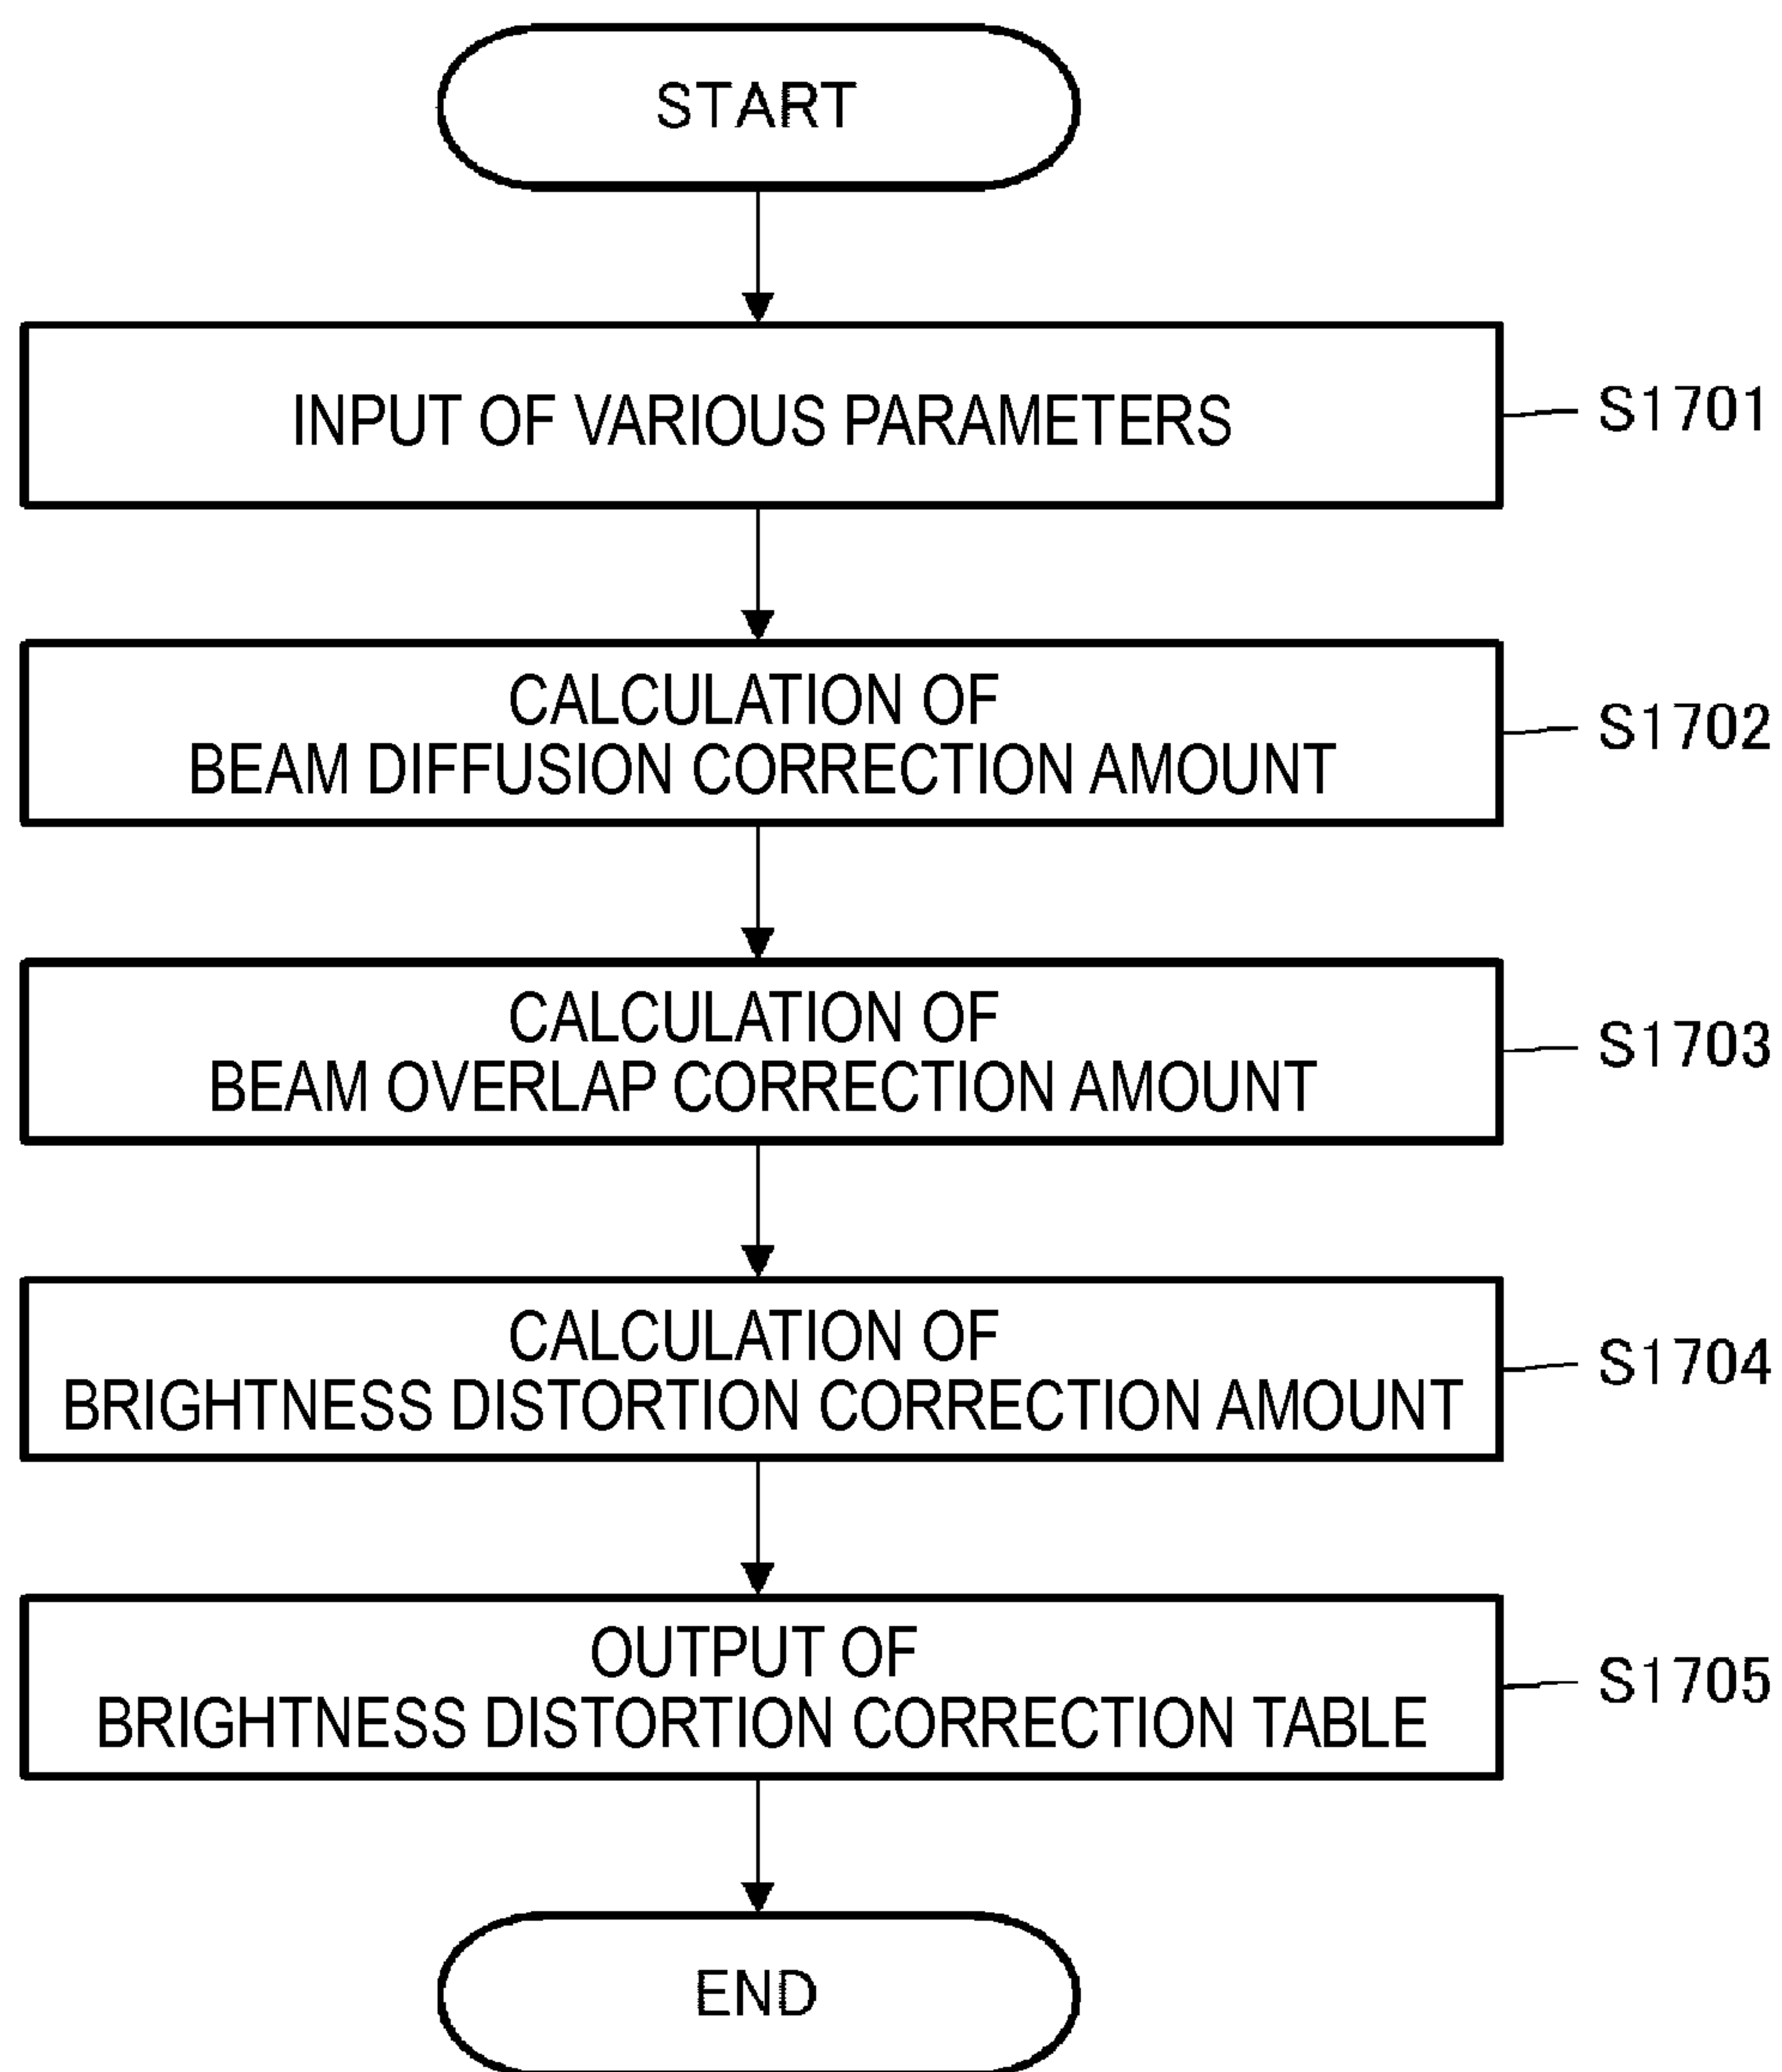 START
INPUT OF VARIOUS PARAMETERS
S1701
CALCULATION OF
BEAM DIFFUSION CORRECTION AMOUNT
S1702
CALCULATION OF
BEAM OVERLAP CORRECTION AMOUNT
S1703
CALCULATION OF
BRIGHTNESS DISTORTION CORRECTION AMOUNT
S1704
OUTPUT OF
BRIGHTNESS DISTORTION CORRECTION TABLE
S1705
END